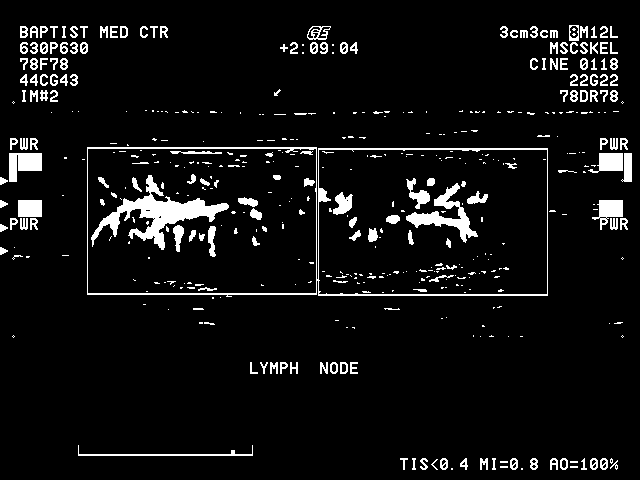 BAPTIST MED CTR
630P630
78F78
44CG43
IM#2
GE
+2:09:04
3cm3cm 8M12L
MSCSKEL
CINE 0118
22G22
78DR78
PWR
PWR
PWR
PWR
LYMPH NODE
TIS<0.4 MI=0.8 AO=100%